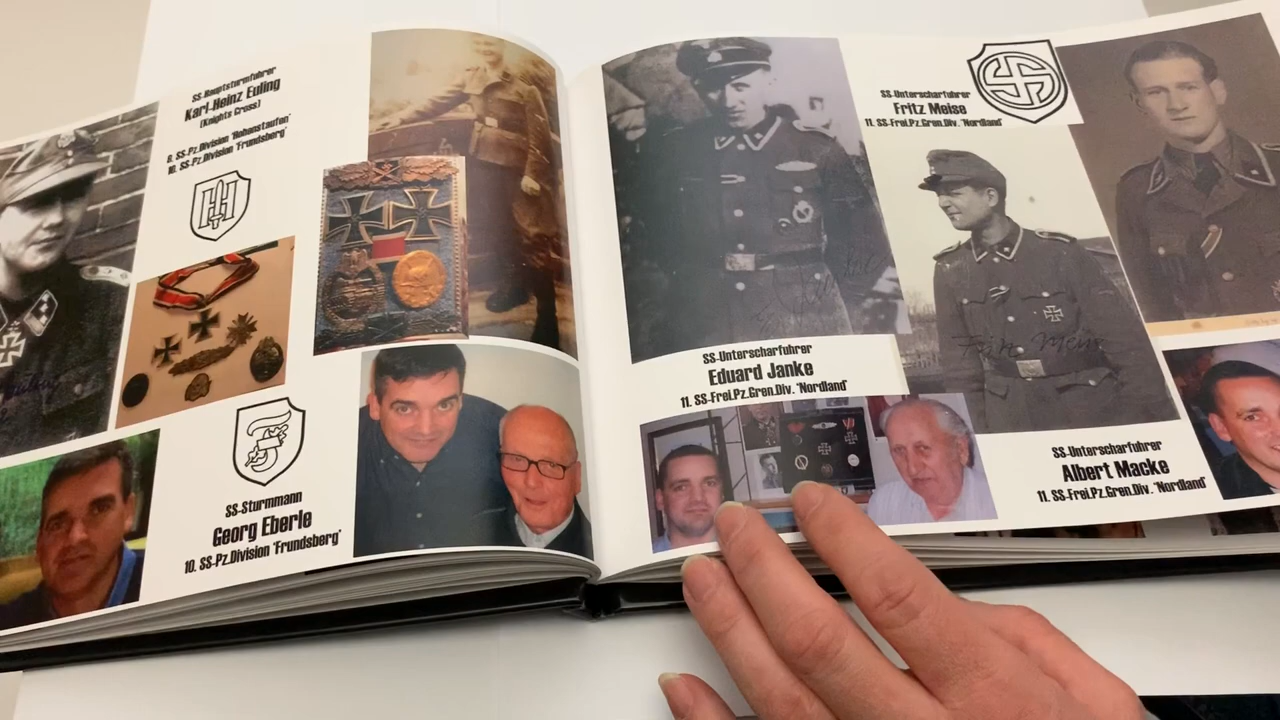 SS-Hauptsturmführer
Karl-Heinz Euling
(Knights Cross)
9. SS-Pz.Division 'Hohenstaufen'
10. SS-Pz.Division 'Frundsberg'
SS-Sturmmann
Georg Eberle
10. SS-Pz.Division 'Frundsberg'
SS-Unterscharführer
Eduard Janke
11. SS-Frei.Pz.Gren.Div. 'Nordland'
SS-Unterscharführer
Fritz Meise
11. SS-Frei.Pz.Gren.Div. 'Nordland'
Fritz Meise
SS-Unterscharführer
Albert Macke
11. SS-Frei.Pz.Gren.Div. 'Nordland'